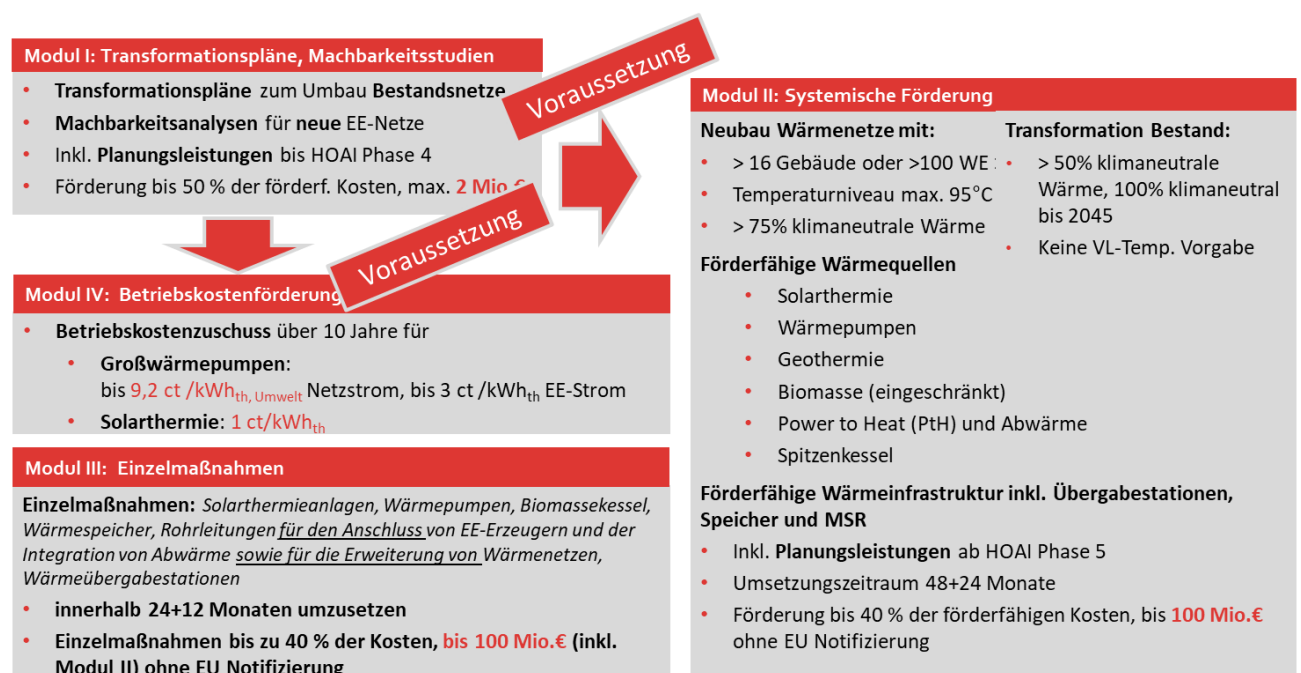 Modul I: Transformationspläne, Machbarkeitsstudien
• Transformationspläne zum Umbau Bestandsnetze
• Machbarkeitsanalysen für neue EE-Netze
• Inkl. Planungsleistungen bis HOAI Phase 4
• Förderung bis 50 % der förderf. Kosten, max. 2 Mio.€
Voraussetzung
Voraussetzung
Modul IV: Betriebskostenförderung
• Betriebskostenzuschuss über 10 Jahre für
• Großwärmepumpen:
bis 9,2 ct /kWhth, Umwelt Netzstrom, bis 3 ct /kWhth EE-Strom
• Solarthermie: 1 ct/kWhth
Modul III: Einzelmaßnahmen
Einzelmaßnahmen: Solarthermieanlagen, Wärmepumpen, Biomassekessel,
Wärmespeicher, Rohrleitungen für den Anschluss von EE-Erzeugern und der
Integration von Abwärme sowie für die Erweiterung von Wärmenetzen,
Wärmeübergabestationen
• innerhalb 24+12 Monaten umzusetzen
• Einzelmaßnahmen bis zu 40 % der Kosten, bis 100 Mio.€ (inkl.
Modul II) ohne EU Notifizierung
Modul II: Systemische Förderung
Neubau Wärmenetze mit:
• > 16 Gebäude oder >100 WE
• Temperaturniveau max. 95°C
• > 75% klimaneutrale Wärme
Transformation Bestand:
• > 50% klimaneutrale
Wärme, 100% klimaneutral
bis 2045
• Keine VL-Temp. Vorgabe
Förderfähige Wärmequellen
• Solarthermie
• Wärmepumpen
• Geothermie
• Biomasse (eingeschränkt)
• Power to Heat (PtH) und Abwärme
• Spitzenkessel
Förderfähige Wärmeinfrastruktur inkl. Übergabestationen,
Speicher und MSR
• Inkl. Planungsleistungen ab HOAI Phase 5
• Umsetzungszeitraum 48+24 Monate
• Förderung bis 40 % der förderfähigen Kosten, bis 100 Mio.€
ohne EU Notifizierung